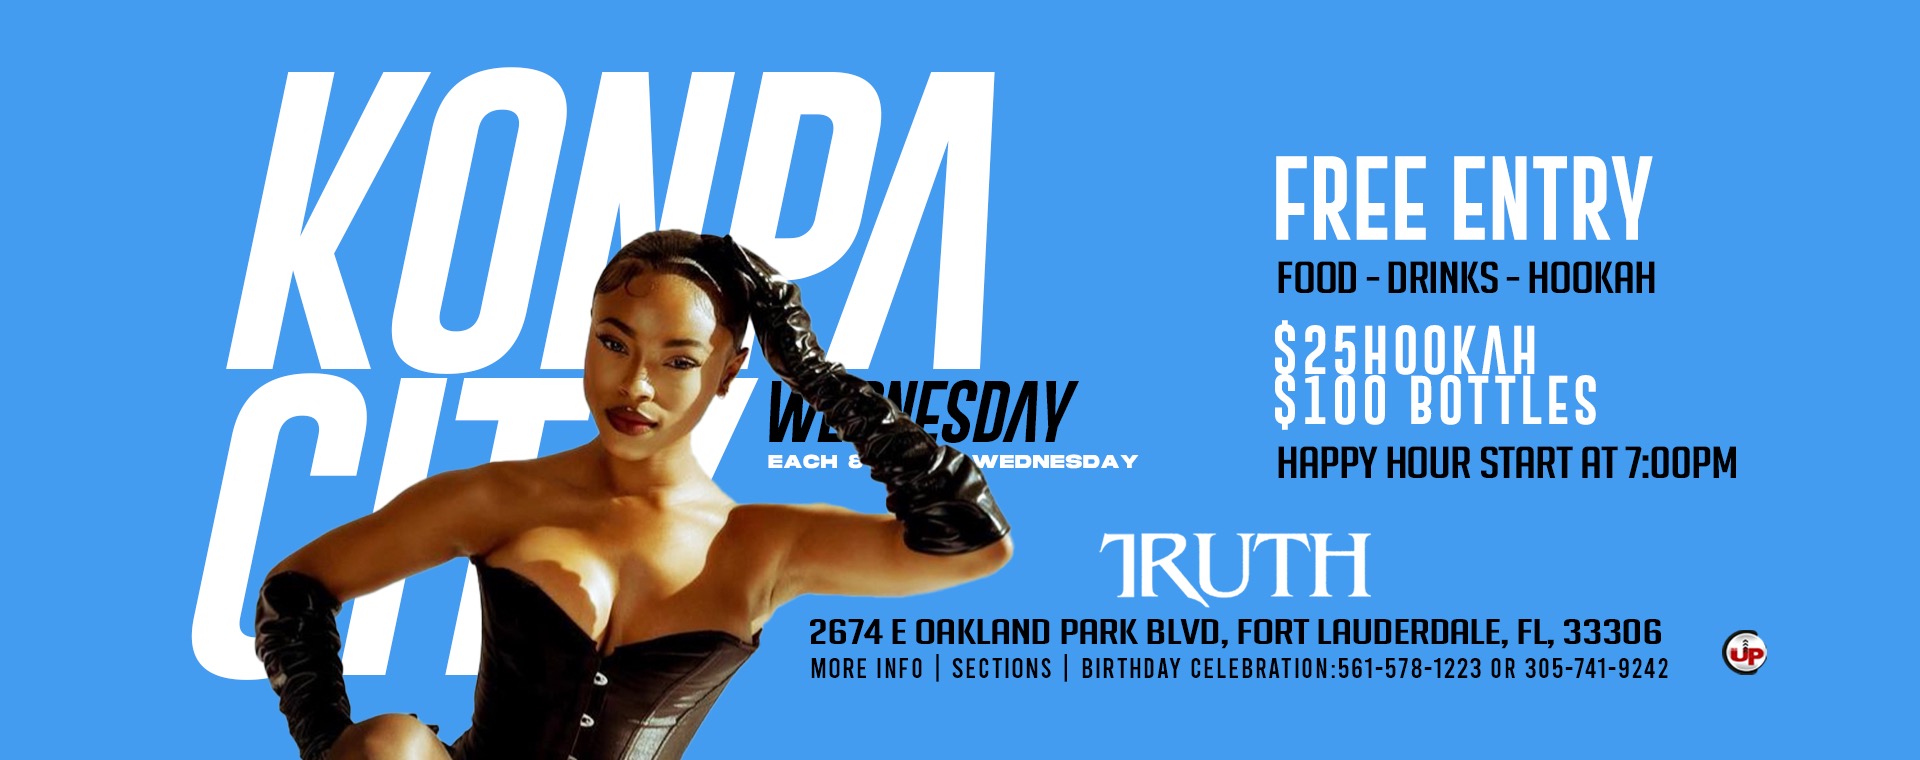 KONPA
CITY
WEDNESDAY
EACH & WEDNESDAY
FREE ENTRY
FOOD - DRINKS - HOOKAH
$25HOOKAH
$100 BOTTLES
HAPPY HOUR START AT 7:00PM
TRUTH
2674 E OAKLAND PARK BLVD, FORT LAUDERDALE, FL, 33306
MORE INFO | SECTIONS | BIRTHDAY CELEBRATION:561-578-1223 OR 305-741-9242
UP